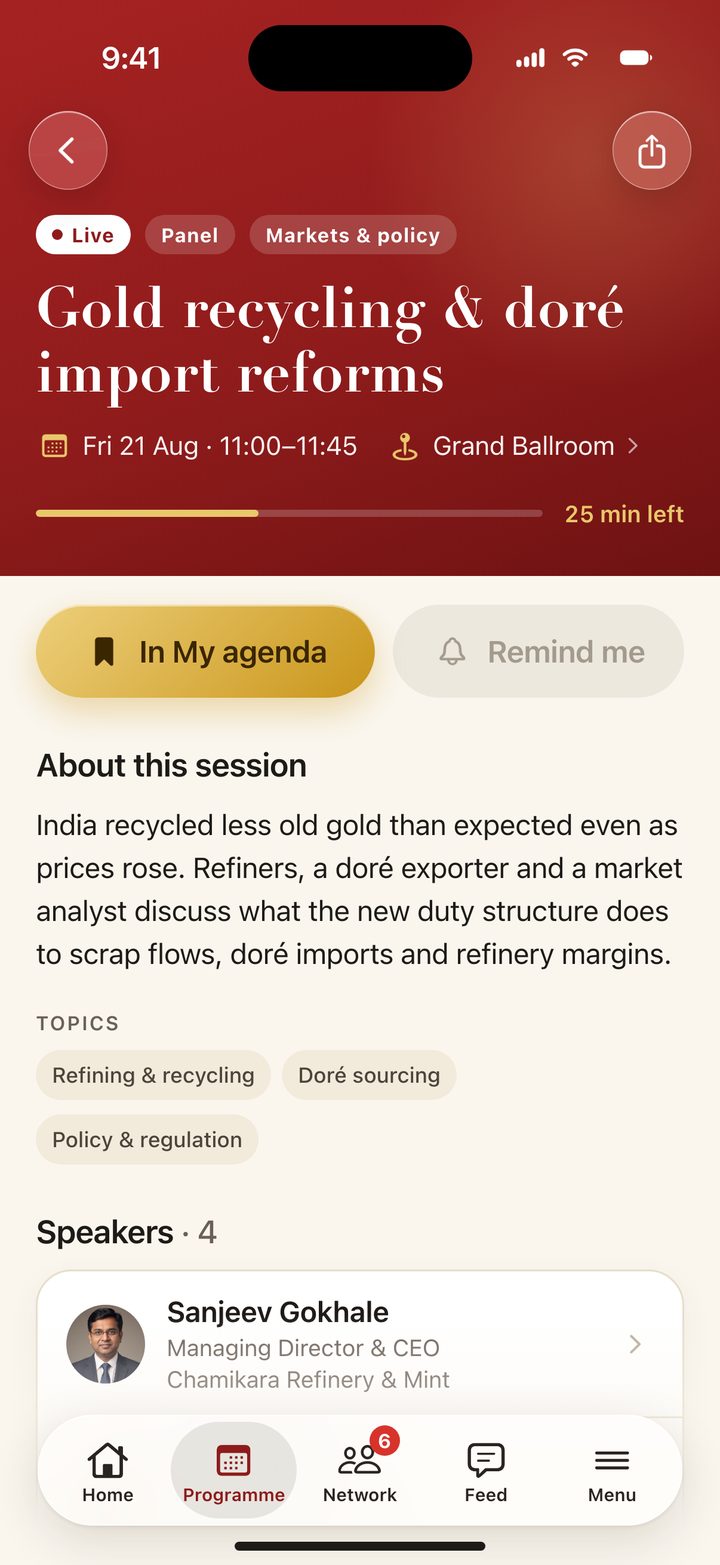 9:41
Live
Panel
Markets & policy
Gold recycling & doré
import reforms
Fri 21 Aug · 11:00–11:45
Grand Ballroom
25 min left
In My agenda
Remind me
About this session
India recycled less old gold than expected even as
prices rose. Refiners, a doré exporter and a market
analyst discuss what the new duty structure does
to scrap flows, doré imports and refinery margins.
TOPICS
Refining & recycling
Doré sourcing
Policy & regulation
Speakers · 4
Sanjeev Gokhale
Managing Director & CEO
Chamikara Refinery & Mint
6
Home
Programme
Network
Feed
Menu